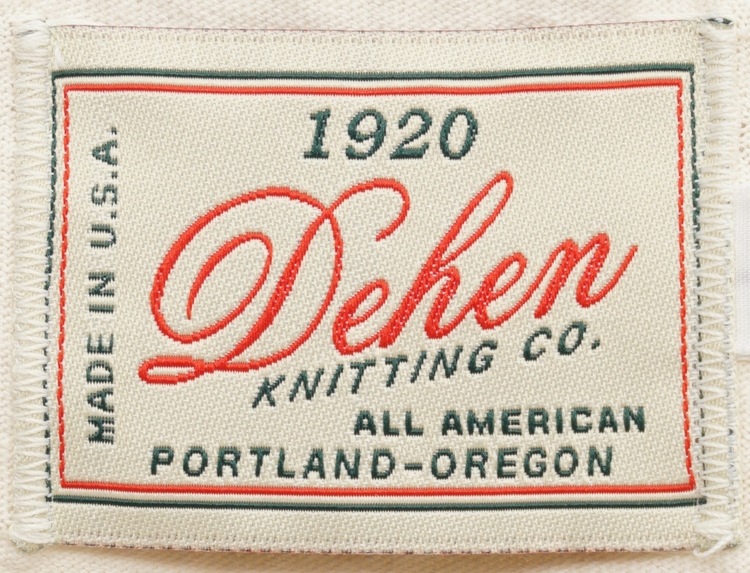 1920
Dehen
KNITTING CO.
ALL AMERICAN
PORTLAND-OREGON
MADE IN U.S.A.